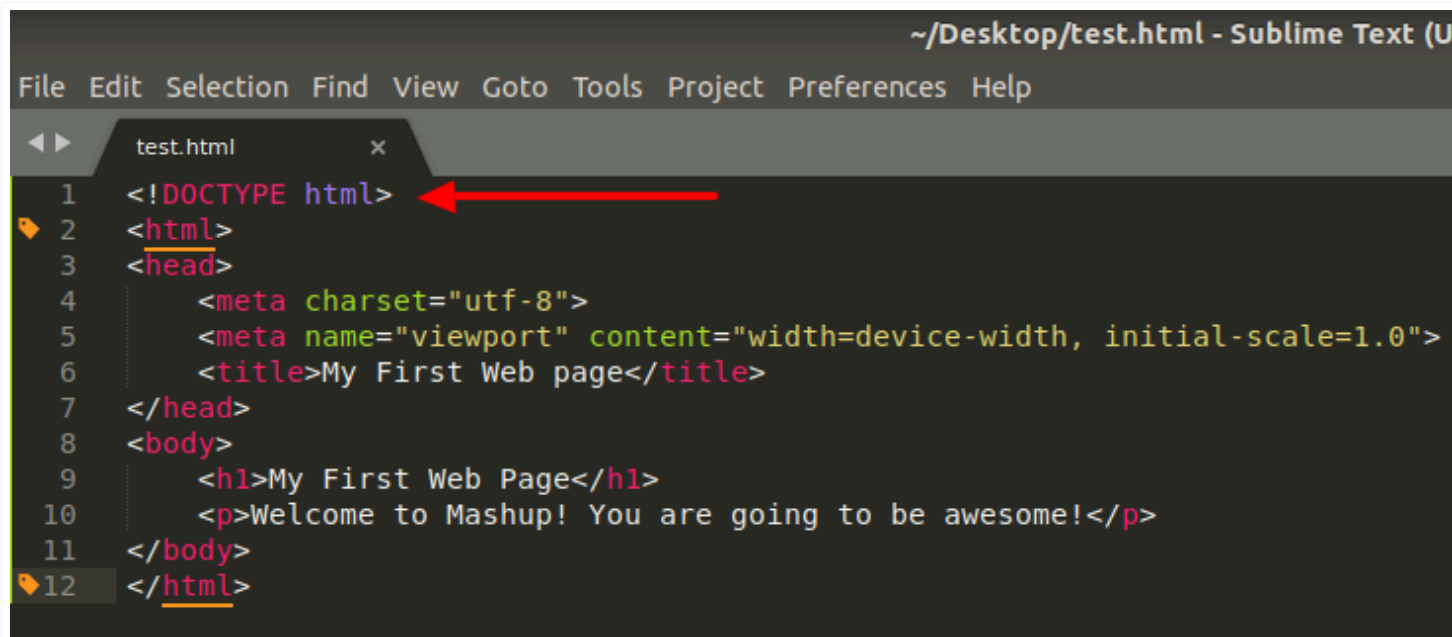 ~/Desktop/test.html - Sublime Text (U
File Edit Selection Find View Goto Tools Project Preferences Help
test.html ×
1 <!DOCTYPE html>
2 <html>
3 <head>
4     <meta charset="utf-8">
5     <meta name="viewport" content="width=device-width, initial-scale=1.0">
6     <title>My First Web page</title>
7 </head>
8 <body>
9     <h1>My First Web Page</h1>
10     <p>Welcome to Mashup! You are going to be awesome!</p>
11 </body>
12 </html>